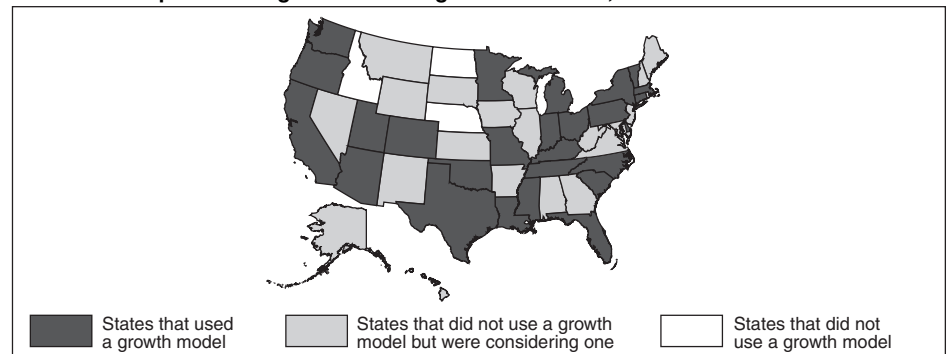 States that used
a growth model
States that did not use a growth
model but were considering one
States that did not
use a growth model